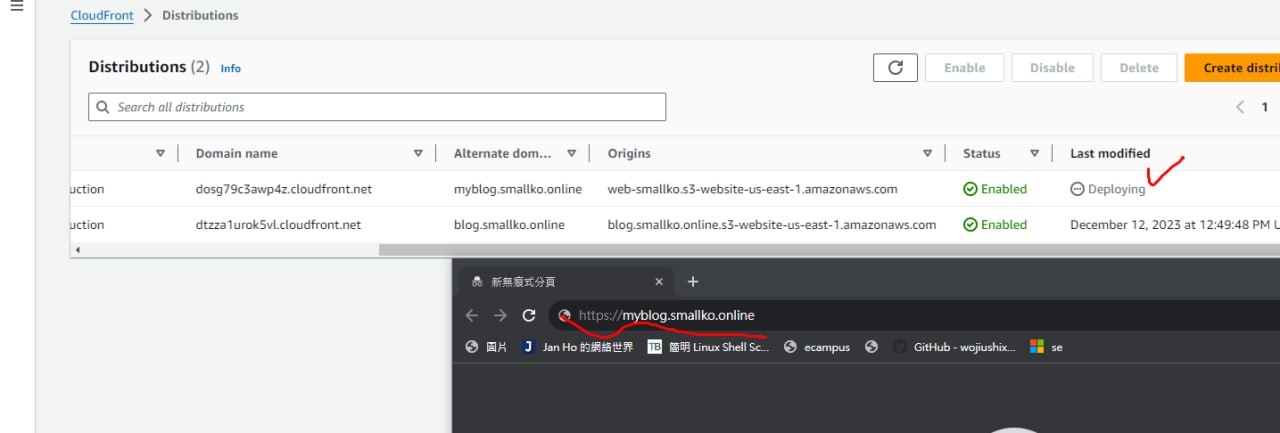 CloudFront > Distributions
Distributions (2) Info
Enable Disable Delete Create distri
Search all distributions
1
Domain name Alternate dom... Origins Status Last modified
uction dosg79c3awp4z.cloudfront.net myblog.smallko.online web-smallko.s3-website-us-east-1.amazonaws.com Enabled Deploying
uction dtzza1urok5vl.cloudfront.net blog.smallko.online blog.smallko.online.s3-website-us-east-1.amazonaws.com Enabled December 12, 2023 at 12:49:48 PM U
新無痕式分頁
https://myblog.smallko.online
圖片 J Jan Ho 的網絡世界 TB 簡明 Linux Shell Sc... ecampus GitHub - wojiushix... se